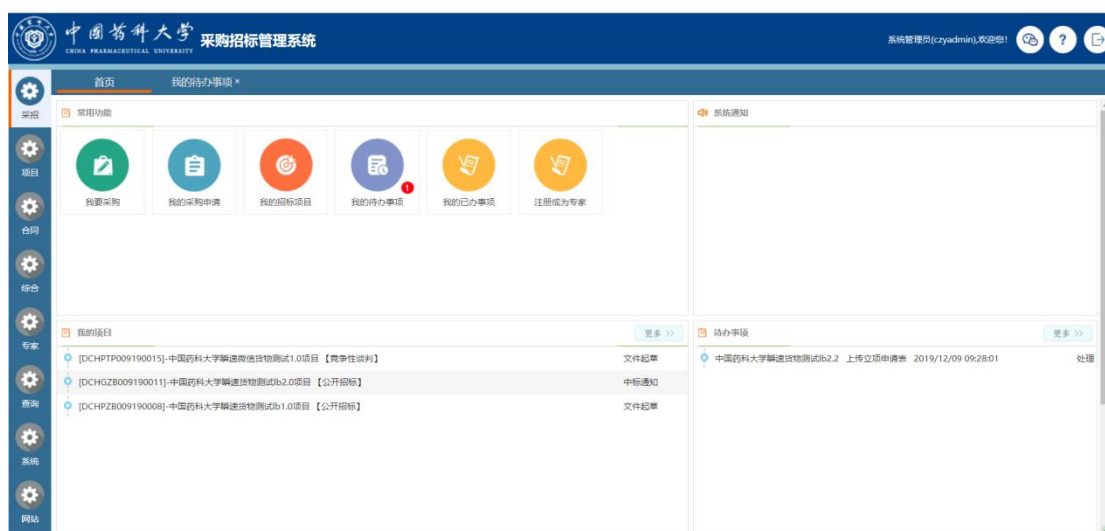 中国药科大学 采购招标管理系统
CHINA PHARMACEUTICAL UNIVERSITY
系统管理员(czyadmin),欢迎您!
?
首页 我的待办事项 ×
采招
项目
合同
综合
专家
查询
系统
网站
常用功能
我要采购 我的采购申请 我的招标项目 我的待办事项 我的已办事项 注册成为专家
1
系统通知
我的项目 更多 >>
[DCHPTP009190015]-中国药科大学瞬速微信货物测试1.0项目 【竞争性谈判】 文件起草
[DCHGZB009190011]-中国药科大学瞬速货物测试lb2.0项目 【公开招标】 中标通知
[DCHPZB009190008]-中国药科大学瞬速货物测试lb1.0项目 【公开招标】 文件起草
待办事项 更多 >>
中国药科大学瞬速货物测试lb2.2 上传立项申请表 2019/12/09 09:28:01 处理